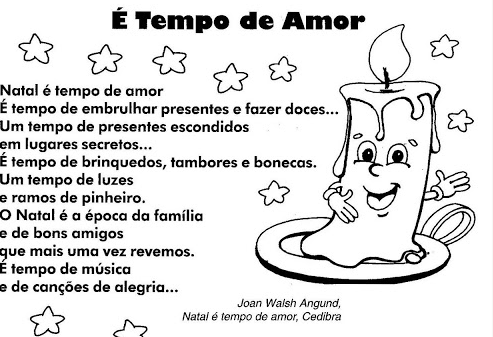 É Tempo de Amor
Natal é tempo de amor
É tempo de embrulhar presentes e fazer doces...
Um tempo de presentes escondidos
em lugares secretos...
É tempo de brinquedos, tambores e bonecas.
Um tempo de luzes
e ramos de pinheiro.
O Natal é a época da família
e de bons amigos
que mais uma vez revemos.
É tempo de música
e de canções de alegria...
Joan Walsh Angund,
Natal é tempo de amor, Cedibra